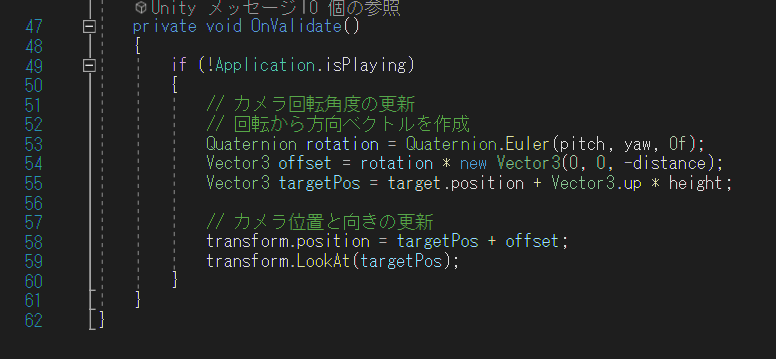 Unity メッセージ|0 個の参照
47 private void OnValidate()
48 {
49 if (!Application.isPlaying)
50 {
51 // カメラ回転角度の更新
52 // 回転から方向ベクトルを作成
53 Quaternion rotation = Quaternion.Euler(pitch, yaw, 0f);
54 Vector3 offset = rotation * new Vector3(0, 0, -distance);
55 Vector3 targetPos = target.position + Vector3.up * height;
56
57 // カメラ位置と向きの更新
58 transform.position = targetPos + offset;
59 transform.LookAt(targetPos);
60 }
61 }
62 }